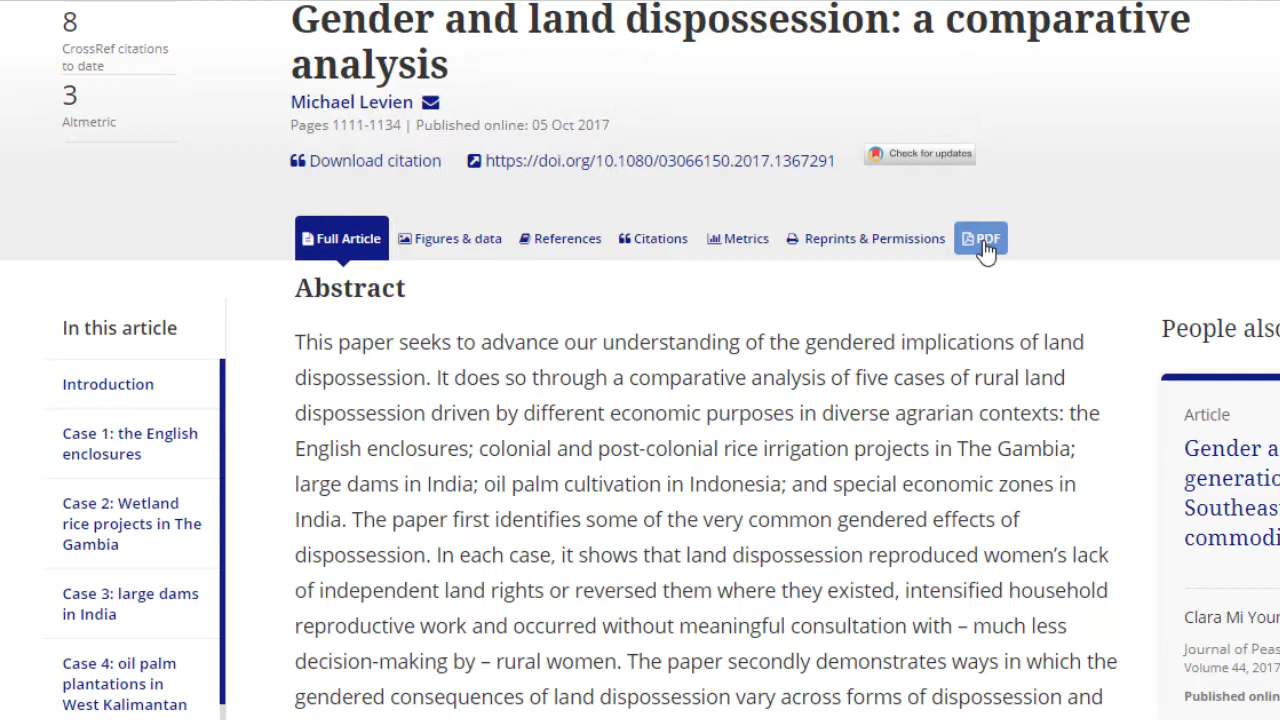 8
CrossRef citations
to date
3
Altmetric
Gender and land dispossession: a comparative
analysis
Michael Levien
Pages 1111-1134 | Published online: 05 Oct 2017
Download citation https://doi.org/10.1080/03066150.2017.1367291 Check for updates
Full Article Figures & data References Citations Metrics Reprints & Permissions PDF
In this article
Introduction
Case 1: the English
enclosures
Case 2: Wetland
rice projects in The
Gambia
Case 3: large dams
in India
Case 4: oil palm
plantations in
West Kalimantan
Abstract
This paper seeks to advance our understanding of the gendered implications of land
dispossession. It does so through a comparative analysis of five cases of rural land
dispossession driven by different economic purposes in diverse agrarian contexts: the
English enclosures; colonial and post-colonial rice irrigation projects in The Gambia;
large dams in India; oil palm cultivation in Indonesia; and special economic zones in
India. The paper first identifies some of the very common gendered effects of
dispossession. In each case, it shows that land dispossession reproduced women’s lack
of independent land rights or reversed them where they existed, intensified household
reproductive work and occurred without meaningful consultation with – much less
decision-making by – rural women. The paper secondly demonstrates ways in which the
gendered consequences of land dispossession vary across forms of dispossession and
People also
Article
Gender a
generatio
Southeas
commodi
Clara Mi Your
Journal of Peas
Volume 44, 2017
Published onlin